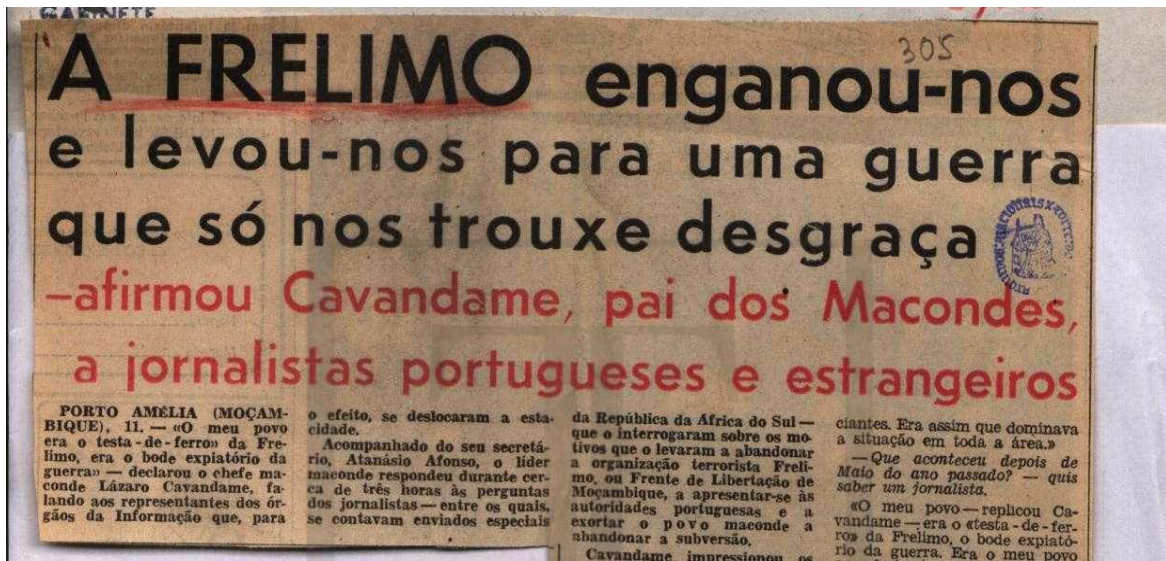 GABINETE
305
A FRELIMO enganou-nos
e levou-nos para uma guerra
que só nos trouxe desgraça
–afirmou Cavandame, pai dos Macondes,
a jornalistas portugueses e estrangeiros
PORTO AMÉLIA (MOÇAM-
BIQUE), 11. — «O meu povo
era o testa-de-ferro» da Fre-
limo, era o bode expiatório da
guerra» — declarou o chefe ma-
conde Lázaro Cavandame, fa-
lando aos representantes dos ór-
gãos da Informação que, para
o efeito, se deslocaram a esta
cidade.
Acompanhado do seu secretá-
rio, Atanásio Afonso, o líder
maconde respondeu durante cer-
ca de três horas às perguntas
dos jornalistas — entre os quais,
se contavam enviados especiais
da República da Africa do Sul —
que o interrogaram sobre os mo-
tivos que o levaram a abandonar
a organização terrorista Freli-
mo, ou Frente de Libertação de
Moçambique, a apresentar-se às
autoridades portuguesas e a
exortar o povo maconde a
abandonar a subversão.
Cavandame impressionou os
ciantes. Era assim que dominava
a situação em toda a área.»
— Que aconteceu depois de
Maio do ano passado? — quis
saber um jornalista.
«O meu povo — replicou Ca-
vandame — era o «testa-de-fer-
ro» da Frelimo, o bode expiató-
rio da guerra. Era o meu povo